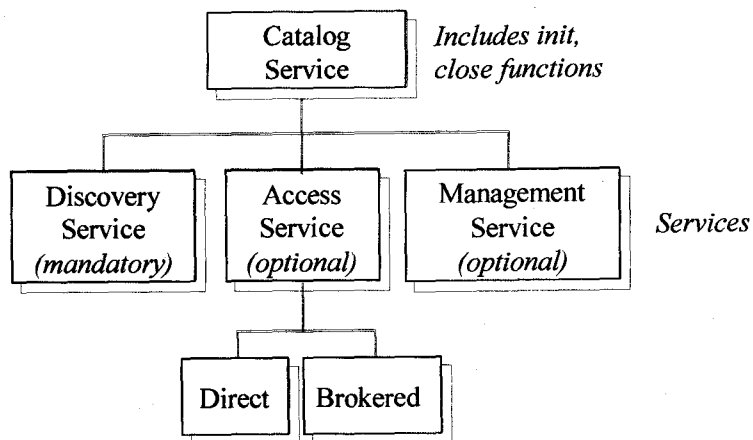 Catalog
Service
Includes init,
close functions
Discovery
Service
(mandatory)
Access
Service
(optional)
Management
Service
(optional)
Services
Direct
Brokered